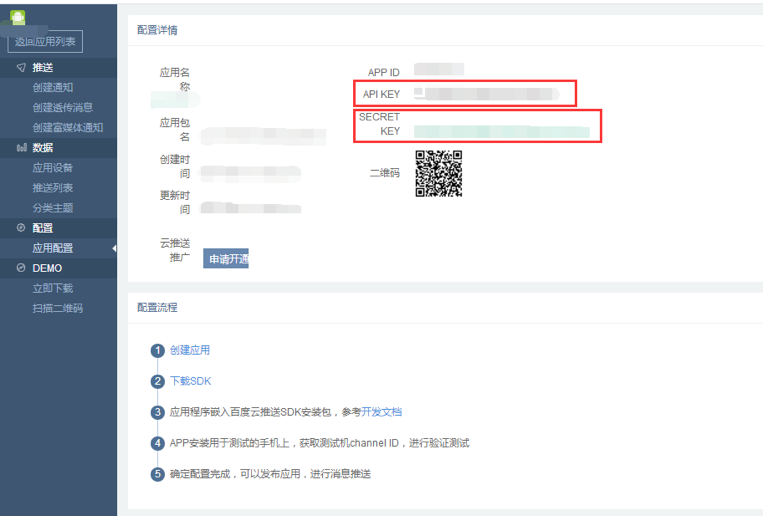 返回应用列表
推送
创建通知
创建透传消息
创建富媒体通知
数据
应用设备
推送列表
分类主题
配置
应用配置
DEMO
立即下载
扫描二维码
配置详情
应用名
称
APP ID
API KEY
应用包
名
SECRET
KEY
创建时
间
二维码
更新时
间
云推送
推广
申请开通
配置流程
1 创建应用
2 下载SDK
3 应用程序嵌入百度云推送SDK安装包，参考开发文档
4 APP安装用于测试的手机上，获取测试机channel ID，进行验证测试
5 确定配置完成，可以发布应用，进行消息推送